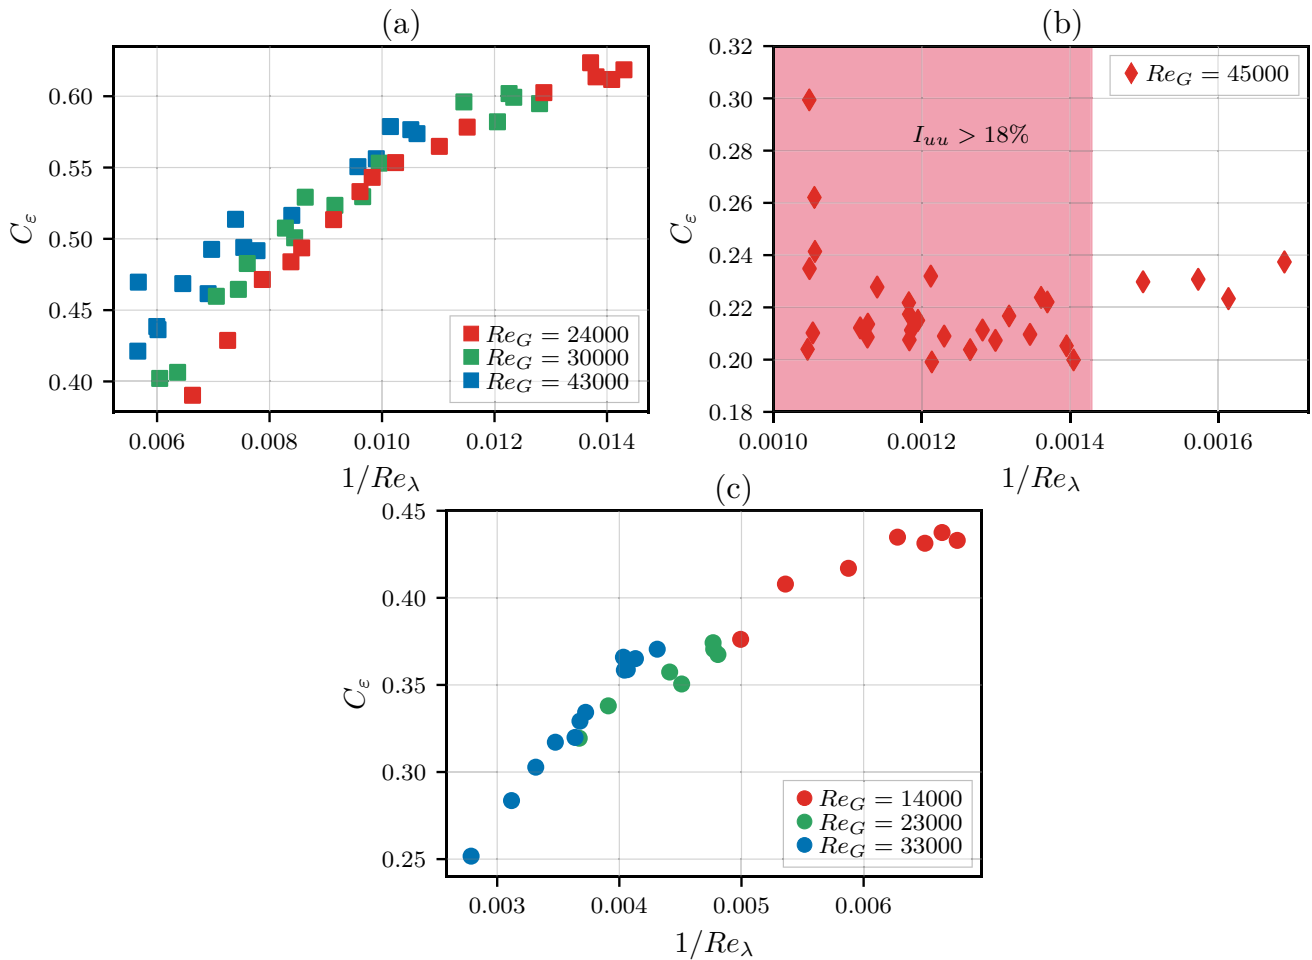 (a)
0.60
0.55
0.50
0.45
0.40
C_ε
0.006 0.008 0.010 0.012 0.014
1/Re_λ
Re_G = 24000
Re_G = 30000
Re_G = 43000
(b)
0.32
0.30
0.28
0.26
0.24
0.22
0.20
0.18
C_ε
0.0010 0.0012 0.0014 0.0016
1/Re_λ
I_{uu} > 18%
Re_G = 45000
(c)
0.45
0.40
0.35
0.30
0.25
C_ε
0.003 0.004 0.005 0.006
1/Re_λ
Re_G = 14000
Re_G = 23000
Re_G = 33000